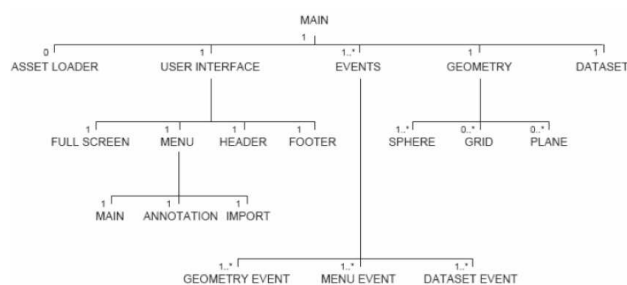 MAIN
1
0 1 1..* 1 1
ASSET LOADER USER INTERFACE EVENTS GEOMETRY DATASET
1 1 1 1 1..* 0..* 0..*
FULL SCREEN MENU HEADER FOOTER SPHERE GRID PLANE
1 1 1
MAIN ANNOTATION IMPORT
1..* 1..* 1..*
GEOMETRY EVENT MENU EVENT DATASET EVENT